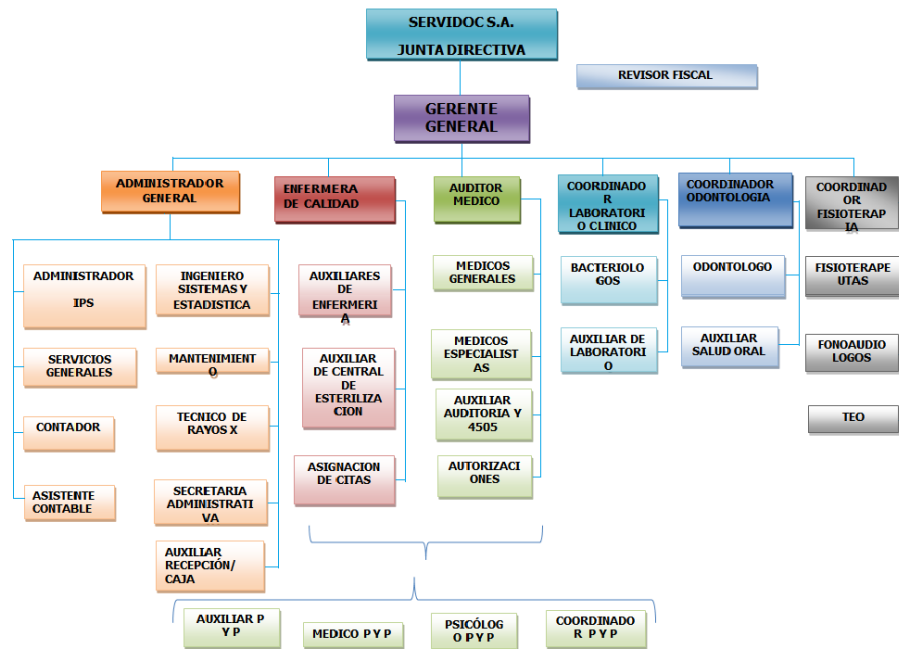 SERVIDOC S.A.
JUNTA DIRECTIVA
REVISOR FISCAL
GERENTE
GENERAL
ADMINISTRADOR
GENERAL
ENFERMERA
DE CALIDAD
AUDITOR
MEDICO
COORDINADO
R
LABORATORI
O CLINICO
COORDINADOR
ODONTOLOGIA
COORDINAD
OR
FISIOTERAP
IA
ADMINISTRADOR
IPS
SERVICIOS
GENERALES
CONTADOR
ASISTENTE
CONTABLE
INGENIERO
SISTEMAS Y
ESTADISTICA
MANTENIMIENT
O
TECNICO DE
RAYOS X
SECRETARIA
ADMINISTRATI
VA
AUXILIAR
RECEPCIÓN/
CAJA
AUXILIARES
DE
ENFERMERI
A
AUXILIAR
DE CENTRAL
DE
ESTERILIZA
CION
ASIGNACION
DE CITAS
MEDICOS
GENERALES
MEDICOS
ESPECIALIST
AS
AUXILIAR
AUDITORIA Y
4505
AUTORIZACI
ONES
BACTERIOLO
GOS
AUXILIAR DE
LABORATORI
O
ODONTOLOGO
AUXILIAR
SALUD ORAL
FISIOTERAPE
UTAS
FONOAUDIO
LOGOS
TEO
AUXILIAR P
Y P
MEDICO P Y P
PSICÓLOG
O P Y P
COORDINADO
R P Y P